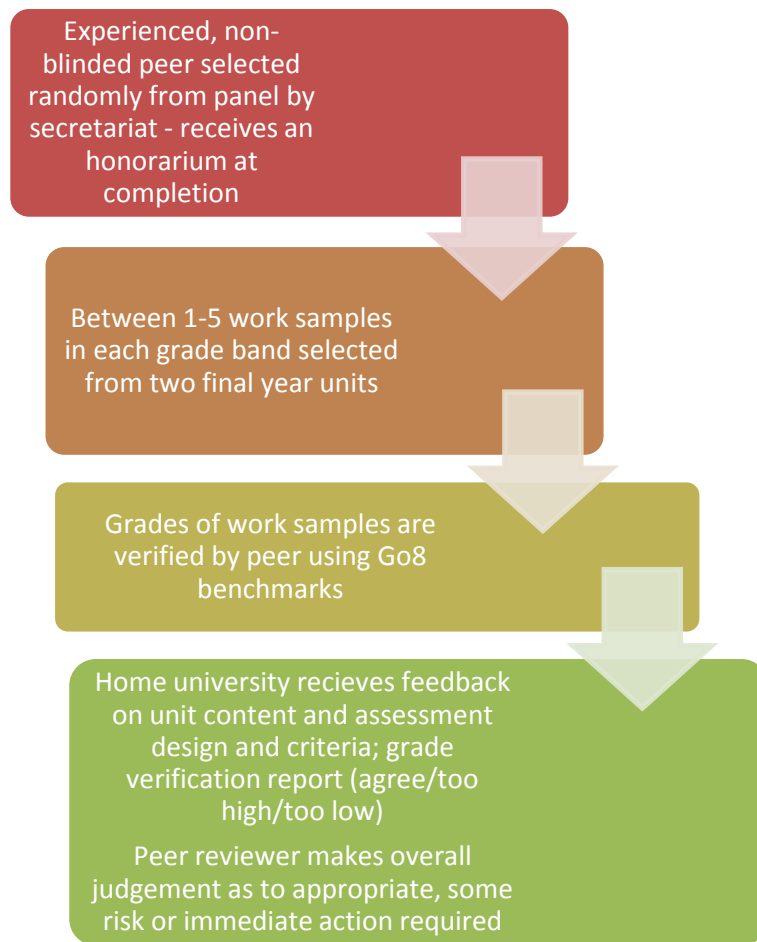 Experienced, non-
blinded peer selected
randomly from panel by
secretariat - receives an
honorarium at
completion
Between 1-5 work samples
in each grade band selected
from two final year units
Grades of work samples are
verified by peer using Go8
benchmarks
Home university recieves feedback
on unit content and assessment
design and criteria; grade
verification report (agree/too
high/too low)
Peer reviewer makes overall
judgement as to appropriate, some
risk or immediate action required